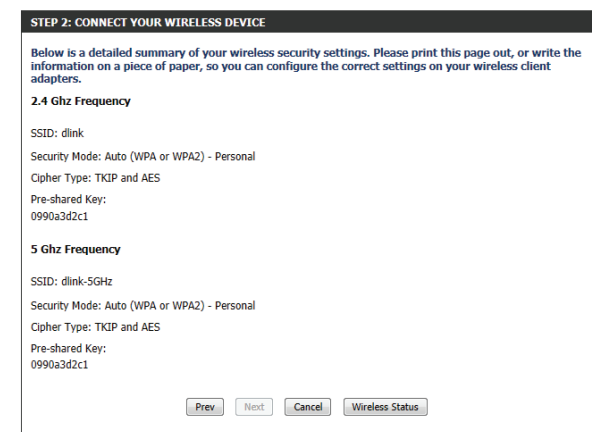 STEP 2: CONNECT YOUR WIRELESS DEVICE
Below is a detailed summary of your wireless security settings. Please print this page out, or write the
information on a piece of paper, so you can configure the correct settings on your wireless client
adapters.
2.4 Ghz Frequency
SSID: dlink
Security Mode: Auto (WPA or WPA2) - Personal
Cipher Type: TKIP and AES
Pre-shared Key:
0990a3d2c1
5 Ghz Frequency
SSID: dlink-5GHz
Security Mode: Auto (WPA or WPA2) - Personal
Cipher Type: TKIP and AES
Pre-shared Key:
0990a3d2c1
Prev Next Cancel Wireless Status